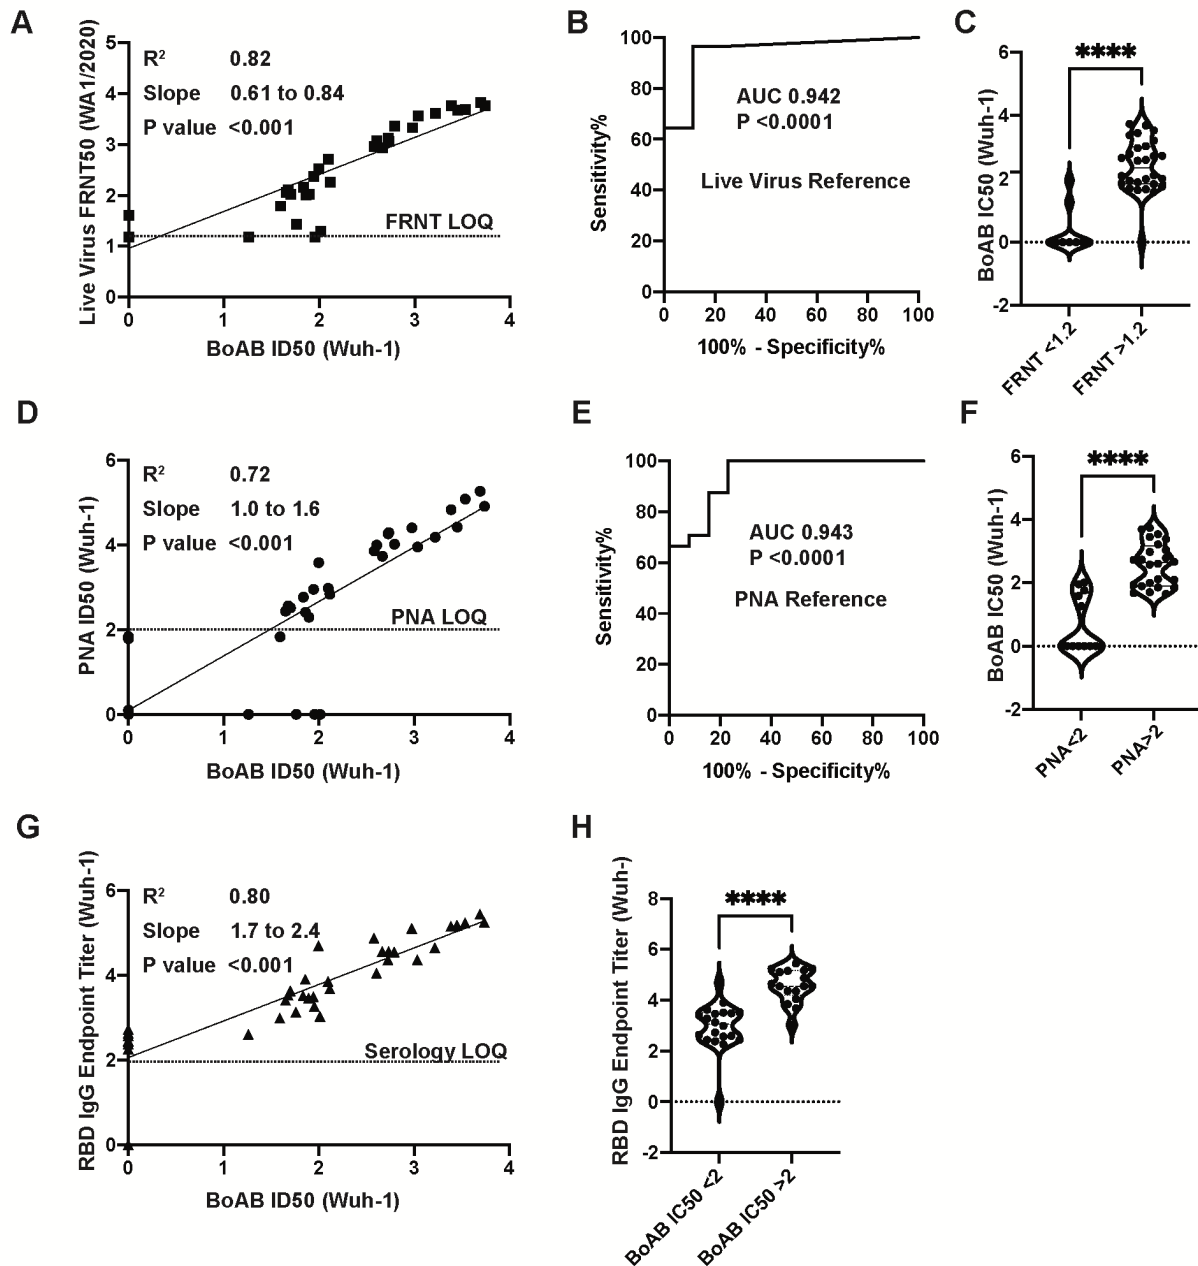 A
Live Virus FRNT50 (WA1/2020)
5
4
3
2
1
0
R² 0.82
Slope 0.61 to 0.84
P value <0.001
FRNT LOQ
0 1 2 3 4
BoAB ID50 (Wuh-1)
B
Sensitivity%
100
80
60
40
20
0
AUC 0.942
P <0.0001
Live Virus Reference
0 20 40 60 80 100
100% - Specificity%
C
BoAB IC50 (Wuh-1)
6
4
2
0
-2
****
FRNT <1.2
FRNT >1.2
D
PNA ID50 (Wuh-1)
6
4
2
0
R² 0.72
Slope 1.0 to 1.6
P value <0.001
PNA LOQ
0 1 2 3 4
BoAB ID50 (Wuh-1)
E
Sensitivity%
100
80
60
40
20
0
AUC 0.943
P <0.0001
PNA Reference
0 20 40 60 80 100
100% - Specificity%
F
BoAB IC50 (Wuh-1)
6
4
2
0
-2
****
PNA<2
PNA>2
G
RBD IgG Endpoint Titer (Wuh-1)
6
4
2
0
R² 0.80
Slope 1.7 to 2.4
P value <0.001
Serology LOQ
0 1 2 3 4
BoAB ID50 (Wuh-1)
H
RBD IgG Endpoint Titer (Wuh-)
8
6
4
2
0
-2
****
BoAB IC50 <2
BoAB IC50 >2